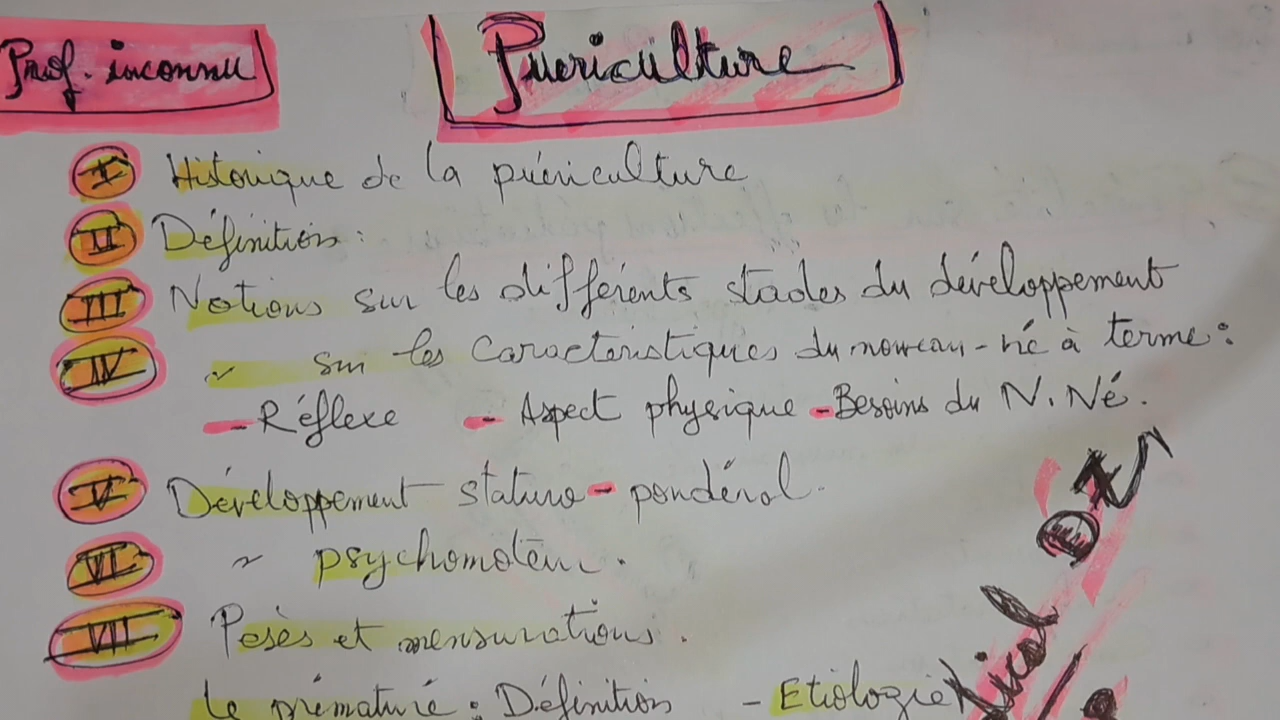 Prof. inconnu
Puericulture
I Historique de la puériculture
II Définition:
III Notions sur les différents stades du développement
IV " sur les caractéristiques du nouveau-né à terme:
- Réflexe - Aspect physique - Besoins du N.Né.
V Développement staturo-pondéral.
VI " psychomoteur.
VII Pesés et mensurations.
le prématuré: Définition - Etiologie